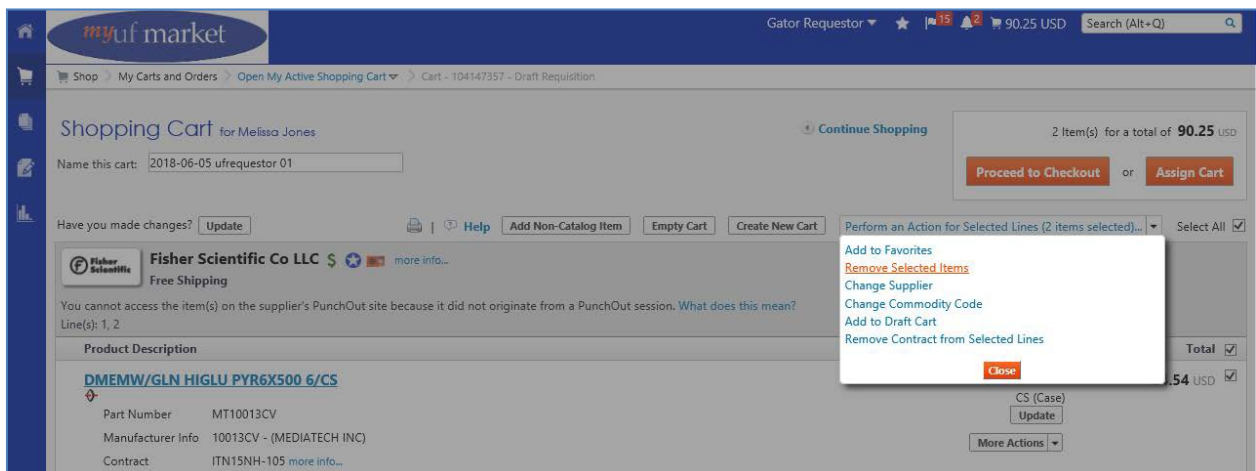 myuf market
Gator Requestor 15 2 90.25 USD Search (Alt+Q)
Shop My Carts and Orders Open My Active Shopping Cart Cart - 104147357 - Draft Requisition
Shopping Cart for Melissa Jones
Continue Shopping
2 Item(s) for a total of 90.25 USD
Name this cart: 2018-06-05 ufrequestor 01
Proceed to Checkout or Assign Cart
Have you made changes? Update | Help Add Non-Catalog Item Empty Cart Create New Cart Perform an Action for Selected Lines (2 items selected)... Select All
Add to Favorites
Remove Selected Items
Change Supplier
Change Commodity Code
Add to Draft Cart
Remove Contract from Selected Lines
Close
Fisher Scientific
Fisher Scientific Co LLC $ more info...
Free Shipping
You cannot access the item(s) on the supplier's PunchOut site because it did not originate from a PunchOut session. What does this mean?
Line(s): 1, 2
Product Description Total
DMEMW/GLN HIGLU PYR6X500 6/CS .54 USD
CS (Case)
Part Number MT10013CV Update
Manufacturer Info 10013CV - (MEDIATECH INC) More Actions
Contract ITN15NH-105 more info...